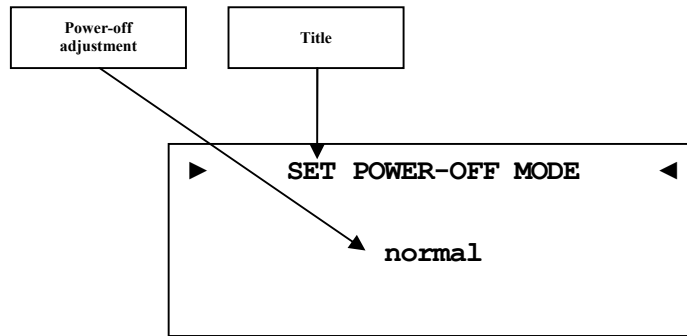 Power-off
adjustment
Title
► SET POWER-OFF MODE ◄
normal